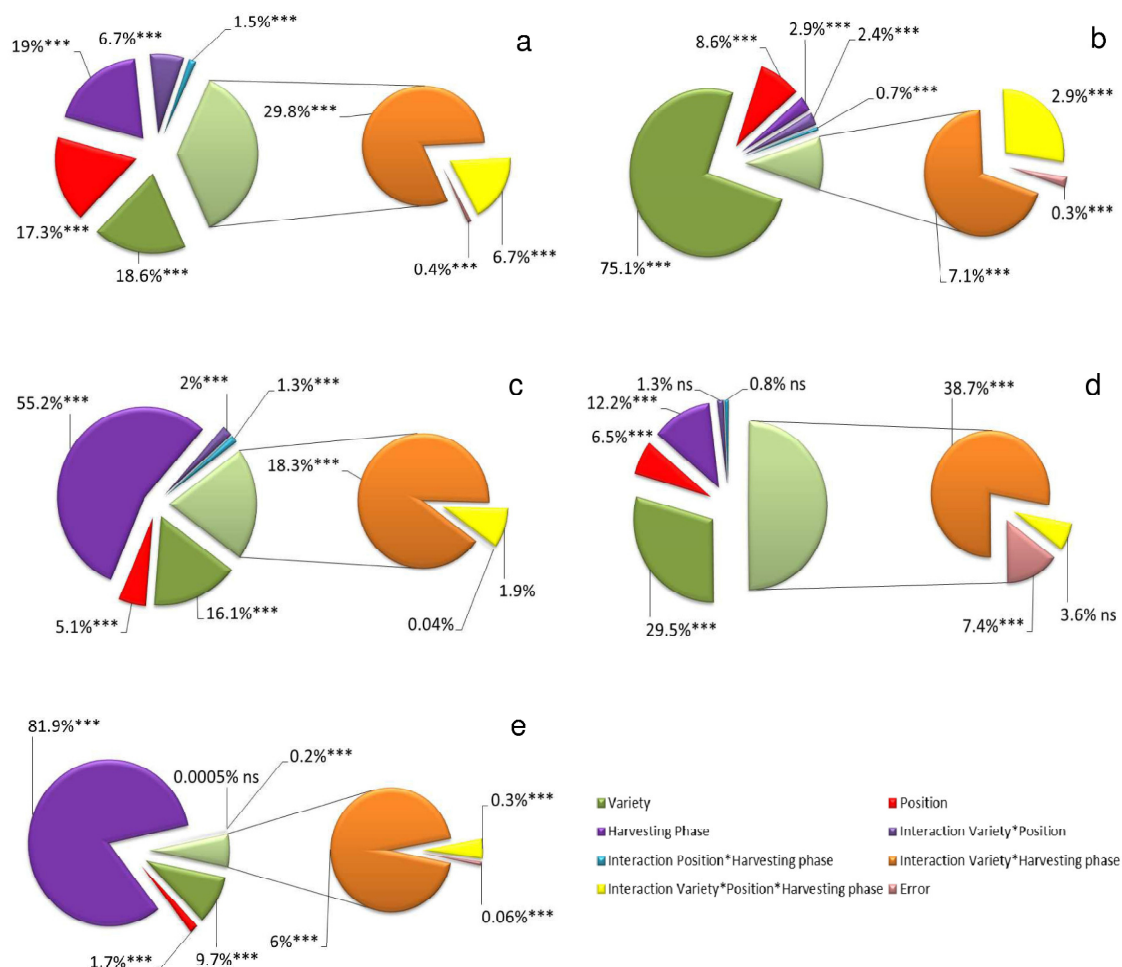 a
1.5%***
6.7%***
19%***
29.8%***
17.3%***
18.6%***
0.4%***
6.7%***
b
2.9%***
2.4%***
8.6%***
0.7%***
2.9%***
0.3%***
75.1%***
7.1%***
c
2%***
1.3%***
55.2%***
18.3%***
16.1%***
5.1%***
1.9%
0.04%
d
1.3% ns
0.8% ns
38.7%***
12.2%***
6.5%***
29.5%***
7.4%***
3.6% ns
e
81.9%***
0.2%***
0.0005% ns
0.3%***
0.06%***
6%***
1.7%***
9.7%***
Variety
Position
Harvesting Phase
Interaction Variety*Position
Interaction Position*Harvesting phase
Interaction Variety*Harvesting phase
Interaction Variety*Position*Harvesting phase
Error